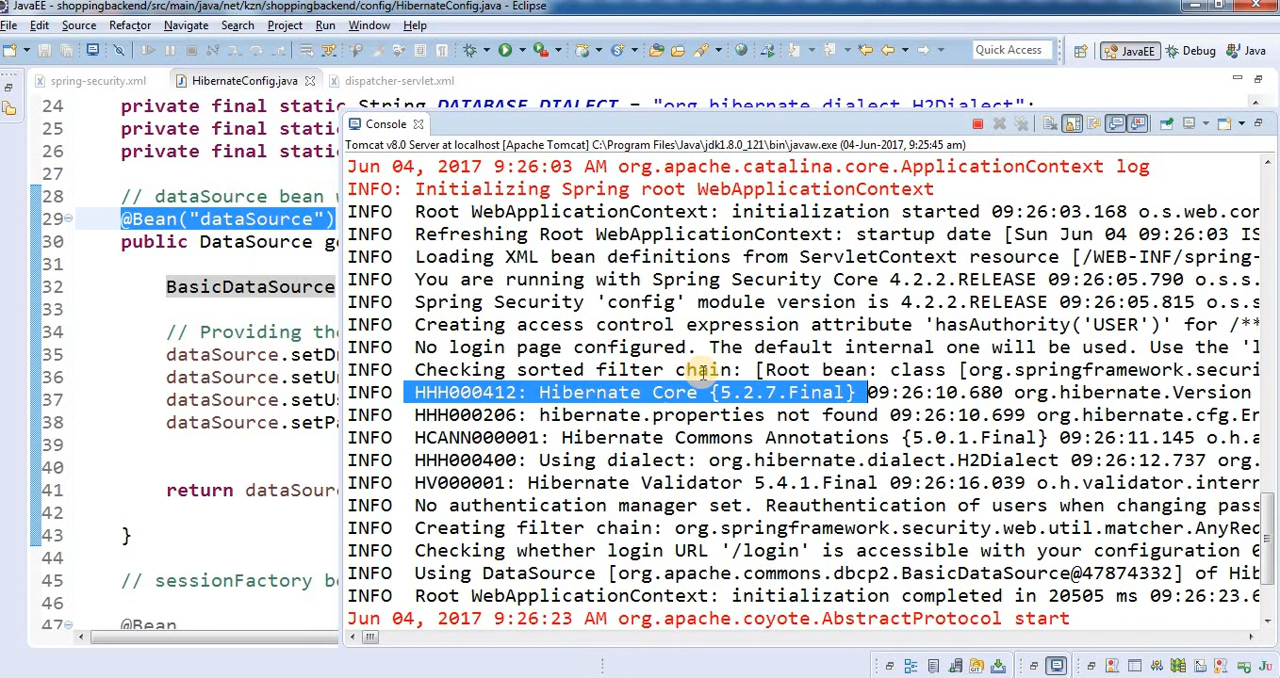 JavaEE - shoppingbackend/src/main/java/net/kzn/shoppingbackend/config/HibernateConfig.java - Eclipse
File Edit Source Refactor Navigate Search Project Run Window Help
Quick Access JavaEE Debug Java
spring-security.xml HibernateConfig.java dispatcher-servlet.xml
24 private final static String DATABASE_DIALECT = "org.hibernate.dialect.H2Dialect";
25 private final stat
26 private final stat
27
28 // dataSource bean w
29 @Bean("dataSource")
30 public DataSource ge
31
32 BasicDataSource
33
34 // Providing the
35 dataSource.setDr
36 dataSource.setUr
37 dataSource.setUs
38 dataSource.setPa
39
40
41 return dataSour
42
43 }
44
45 // sessionFactory be
46
47 @Bean
Console
Tomcat v8.0 Server at localhost [Apache Tomcat] C:\Program Files\Java\jdk1.8.0_121\bin\javaw.exe (04-Jun-2017, 9:25:45 am)
Jun 04, 2017 9:26:03 AM org.apache.catalina.core.ApplicationContext log
INFO: Initializing Spring root WebApplicationContext
INFO Root WebApplicationContext: initialization started 09:26:03.168 o.s.web.con
INFO Refreshing Root WebApplicationContext: startup date [Sun Jun 04 09:26:03 IS
INFO Loading XML bean definitions from ServletContext resource [/WEB-INF/spring-
INFO You are running with Spring Security Core 4.2.2.RELEASE 09:26:05.790 o.s.s
INFO Spring Security 'config' module version is 4.2.2.RELEASE 09:26:05.815 o.s.s
INFO Creating access control expression attribute 'hasAuthority('USER')' for /**
INFO No login page configured. The default internal one will be used. Use the 'l
INFO Checking sorted filter chain: [Root bean: class [org.springframework.securi
INFO HHH000412: Hibernate Core {5.2.7.Final} 09:26:10.680 org.hibernate.Version
INFO HHH000206: hibernate.properties not found 09:26:10.699 org.hibernate.cfg.En
INFO HCANN000001: Hibernate Commons Annotations {5.0.1.Final} 09:26:11.145 o.h.a
INFO HHH000400: Using dialect: org.hibernate.dialect.H2Dialect 09:26:12.737 org.
INFO HV000001: Hibernate Validator 5.4.1.Final 09:26:16.039 o.h.validator.intern
INFO No authentication manager set. Reauthentication of users when changing pass
INFO Creating filter chain: org.springframework.security.web.util.matcher.AnyReq
INFO Checking whether login URL '/login' is accessible with your configuration 0
INFO Using DataSource [org.apache.commons.dbcp2.BasicDataSource@47874332] of Hib
INFO Root WebApplicationContext: initialization completed in 20505 ms 09:26:23.6
Jun 04, 2017 9:26:23 AM org.apache.coyote.AbstractProtocol start